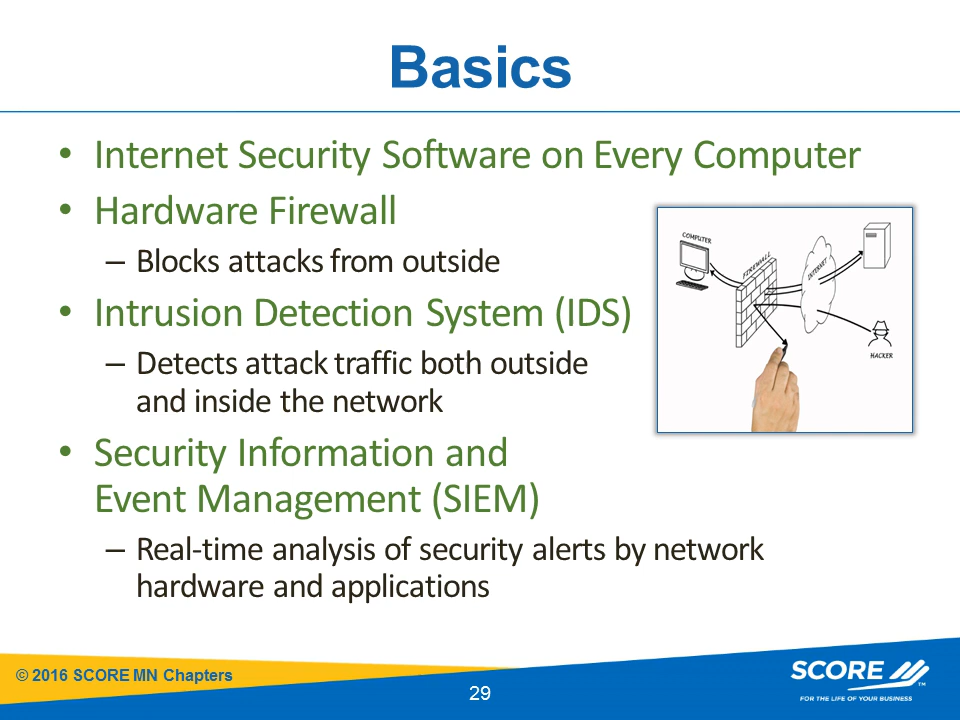 Basics
• Internet Security Software on Every Computer
• Hardware Firewall
– Blocks attacks from outside
• Intrusion Detection System (IDS)
– Detects attack traffic both outside
and inside the network
• Security Information and
Event Management (SIEM)
– Real-time analysis of security alerts by network
hardware and applications
COMPUTER
FIREWALL
INTERNET
HACKER
© 2016 SCORE MN Chapters
29
SCORE™
FOR THE LIFE OF YOUR BUSINESS